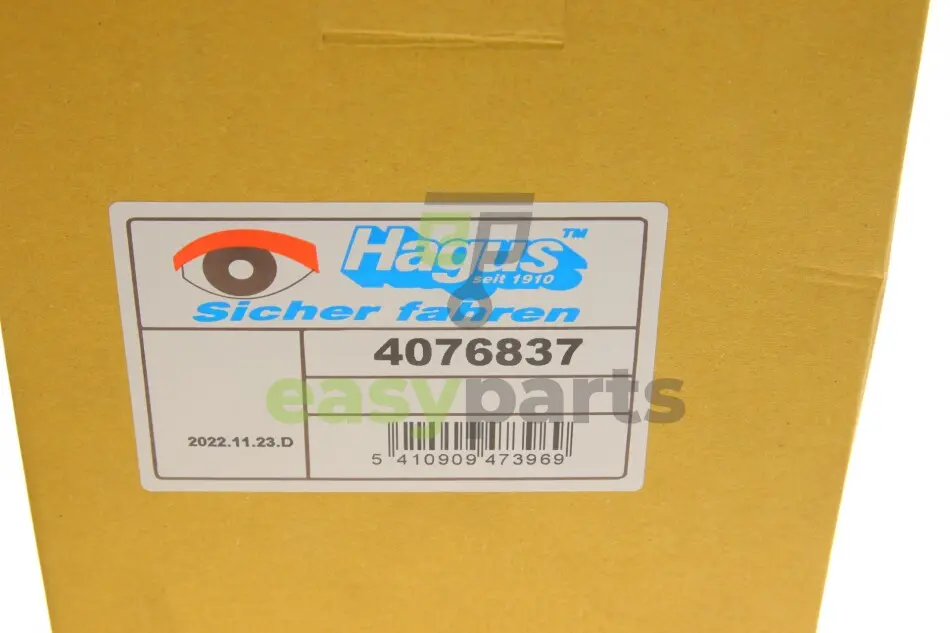 Hagus™
seit 1910
Sicher fahren
4076837
easyparts
2022.11.23.D
5 410909 473969